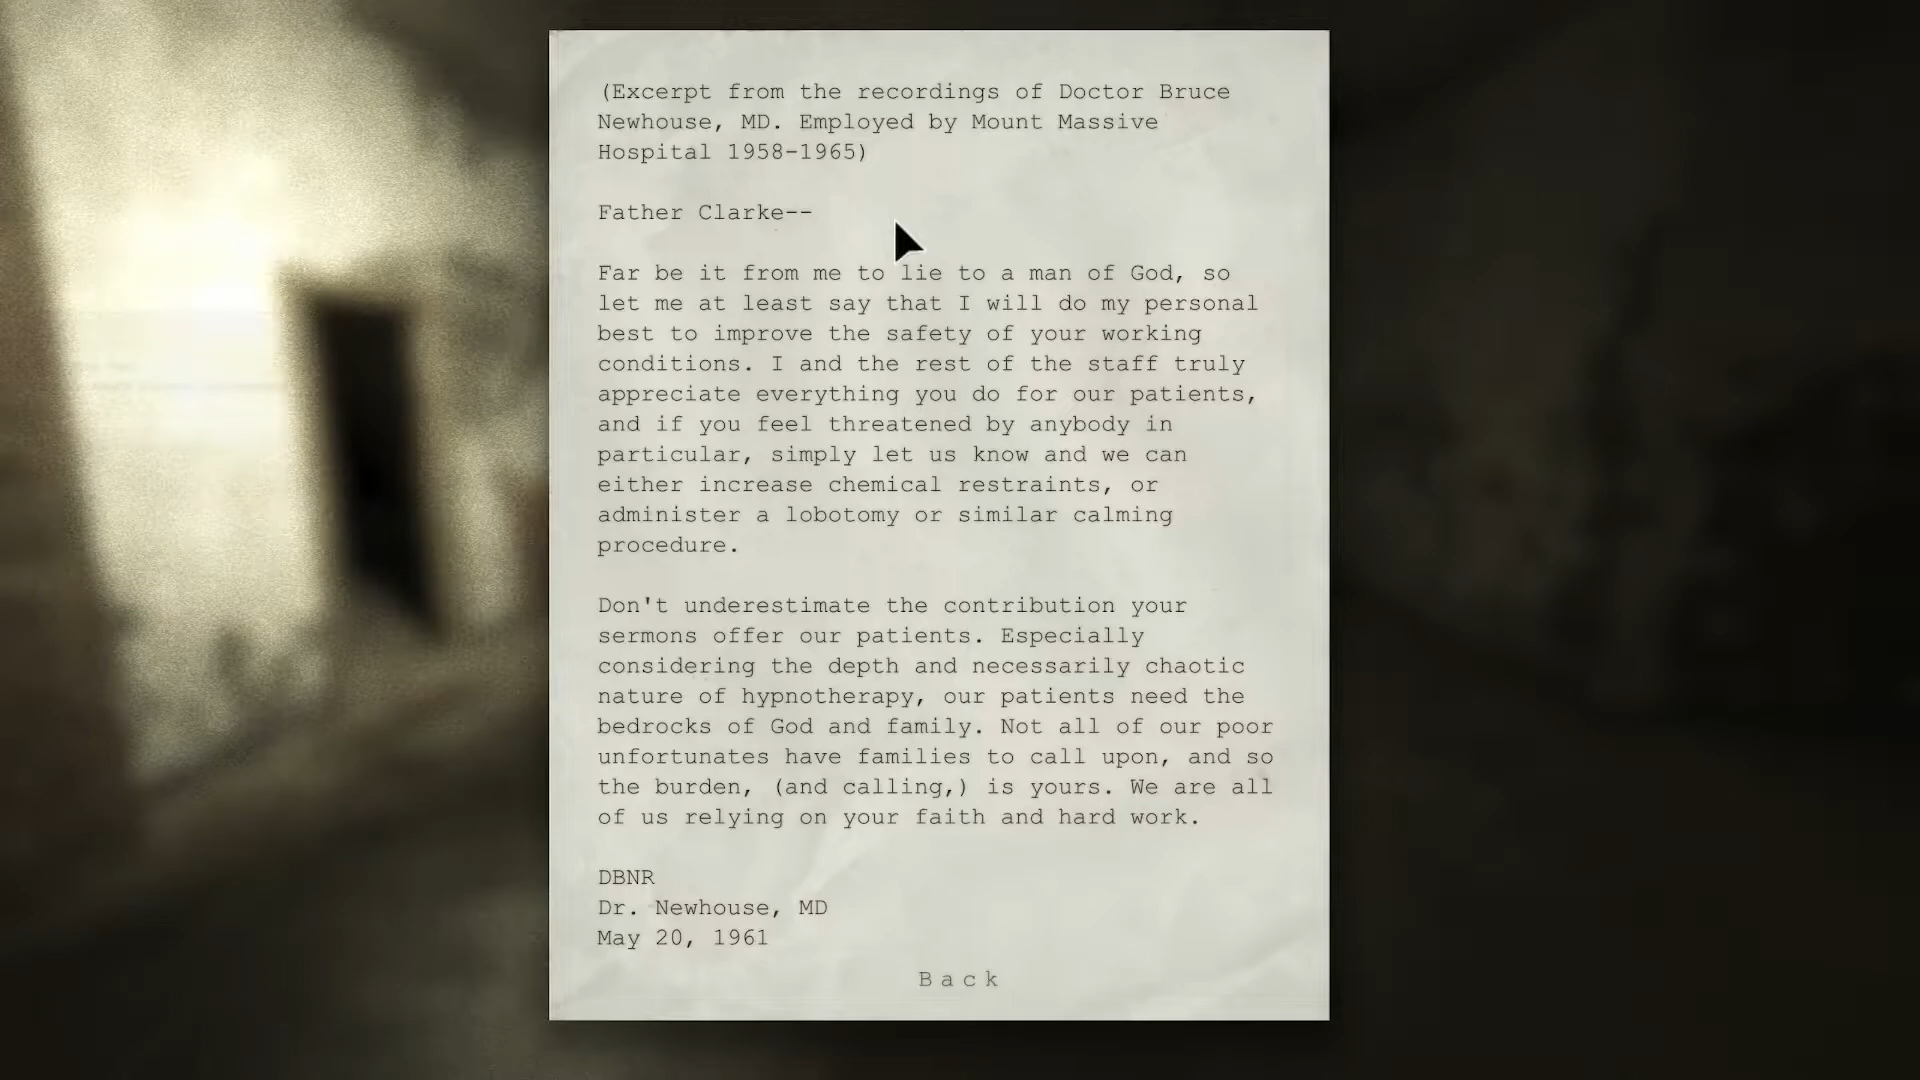 (Excerpt from the recordings of Doctor Bruce
Newhouse, MD. Employed by Mount Massive
Hospital 1958-1965)
Father Clarke--
Far be it from me to lie to a man of God, so
let me at least say that I will do my personal
best to improve the safety of your working
conditions. I and the rest of the staff truly
appreciate everything you do for our patients,
and if you feel threatened by anybody in
particular, simply let us know and we can
either increase chemical restraints, or
administer a lobotomy or similar calming
procedure.
Don't underestimate the contribution your
sermons offer our patients. Especially
considering the depth and necessarily chaotic
nature of hypnotherapy, our patients need the
bedrocks of God and family. Not all of our poor
unfortunates have families to call upon, and so
the burden, (and calling,) is yours. We are all
of us relying on your faith and hard work.
DBNR
Dr. Newhouse, MD
May 20, 1961
Back